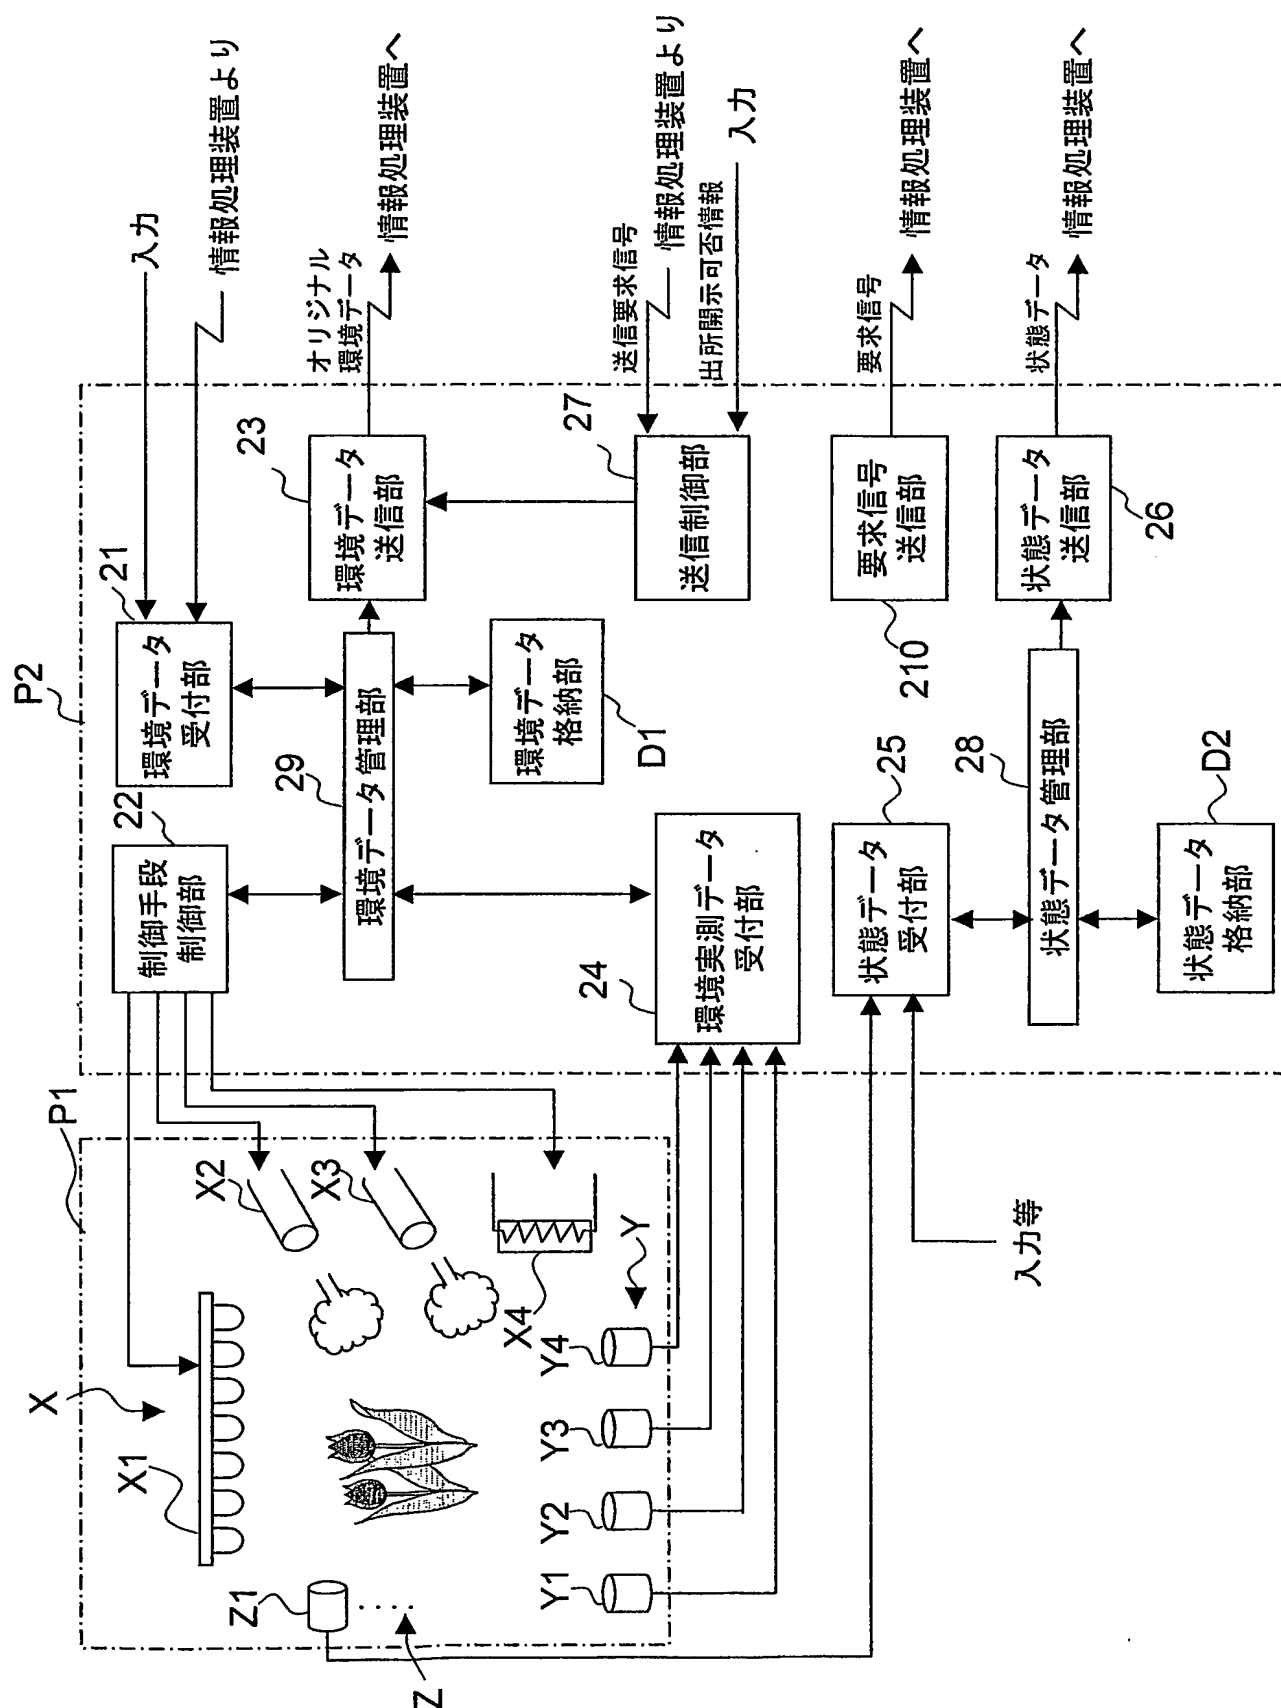 P1
P2
X
X1
X2
X3
X4
Y
Y1
Y2
Y3
Y4
Z
Z1
22
制御手段
制御部
21
環境データ
受付部
入力
情報処理装置より
29
環境データ管理部
23
環境データ
送信部
オリジナル
環境データ
情報処理装置へ
環境データ
格納部
D1
24
環境実測データ
受付部
27
送信制御部
送信要求信号
情報処理装置より
出所開示可否情報
入力
要求信号
送信部
210
要求信号
情報処理装置へ
25
状態データ
受付部
入力等
28
状態データ管理部
状態データ
送信部
26
状態データ
情報処理装置へ
状態データ
格納部
D2